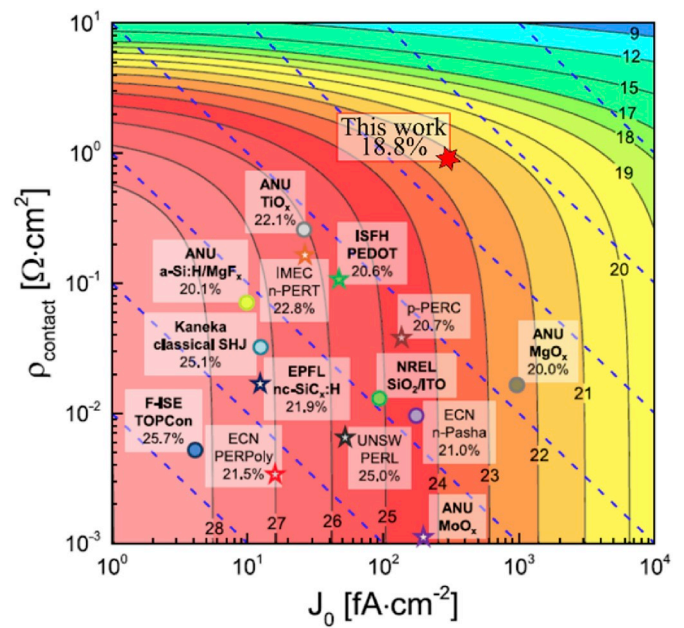 10¹
9
12
15
17
18
19
This work
18.8%
10⁰
ANU
TiOₓ
22.1%
ISFH
PEDOT
20.6%
20
ANU
a-Si:H/MgFₓ
20.1%
IMEC
n-PERT
22.8%
10⁻¹
p-PERC
20.7%
ANU
MgOₓ
20.0%
Kaneka
classical SHJ
25.1%
EPFL
nc-SiCₓ:H
21.9%
NREL
SiO₂/ITO
21
10⁻²
F-ISE
TOPCon
25.7%
ECN
PERPoly
21.5%
UNSW
PERL
25.0%
ECN
n-Pasha
21.0%
22
23
24
25
26
27
28
ANU
MoOₓ
10⁻³
10⁰
10¹
10²
10³
10⁴
ρcontact [Ω·cm²]
J₀ [fA·cm⁻²]